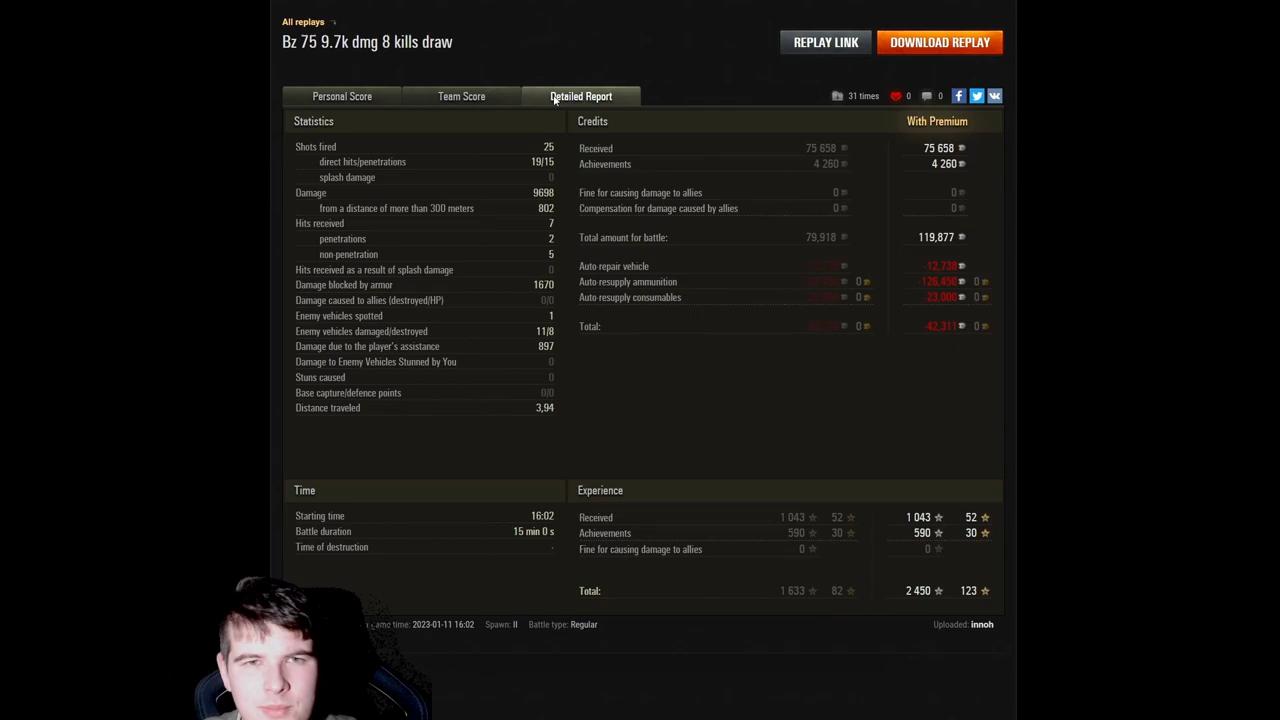 All replays
Bz 75 9.7k dmg 8 kills draw
REPLAY LINK
DOWNLOAD REPLAY
Personal Score
Team Score
Detailed Report
31 times
0
0
Statistics
Credits
With Premium
Shots fired 25
direct hits/penetrations 19/15
splash damage 0
Damage 9698
from a distance of more than 300 meters 802
Hits received 7
penetrations 2
non-penetration 5
Hits received as a result of splash damage 0
Damage blocked by armor 1670
Damage caused to allies (destroyed/HP) 0/0
Enemy vehicles spotted 1
Enemy vehicles damaged/destroyed 11/8
Damage due to the player's assistance 897
Damage to Enemy Vehicles Stunned by You 0
Stuns caused 0
Base capture/defence points 0/0
Distance traveled 3,94
Received 75 658 75 658
Achievements 4 260 4 260
Fine for causing damage to allies 0 0
Compensation for damage caused by allies 0 0
Total amount for battle: 79,918 119,877
Auto-repair vehicle -12,738
Auto-resupply ammunition 0 -126,450 0
Auto-resupply consumables 0 -23,000 0
Total: 0 -42,311 0
Time
Starting time 16:02
Battle duration 15 min 0 s
Time of destruction -
Experience
Received 1 043 52 1 043 52
Achievements 590 30 590 30
Fine for causing damage to allies 0 0
Total: 1 633 82 2 450 123
game time: 2023-01-11 16:02 Spawn: II Battle type: Regular
Uploaded: innoh